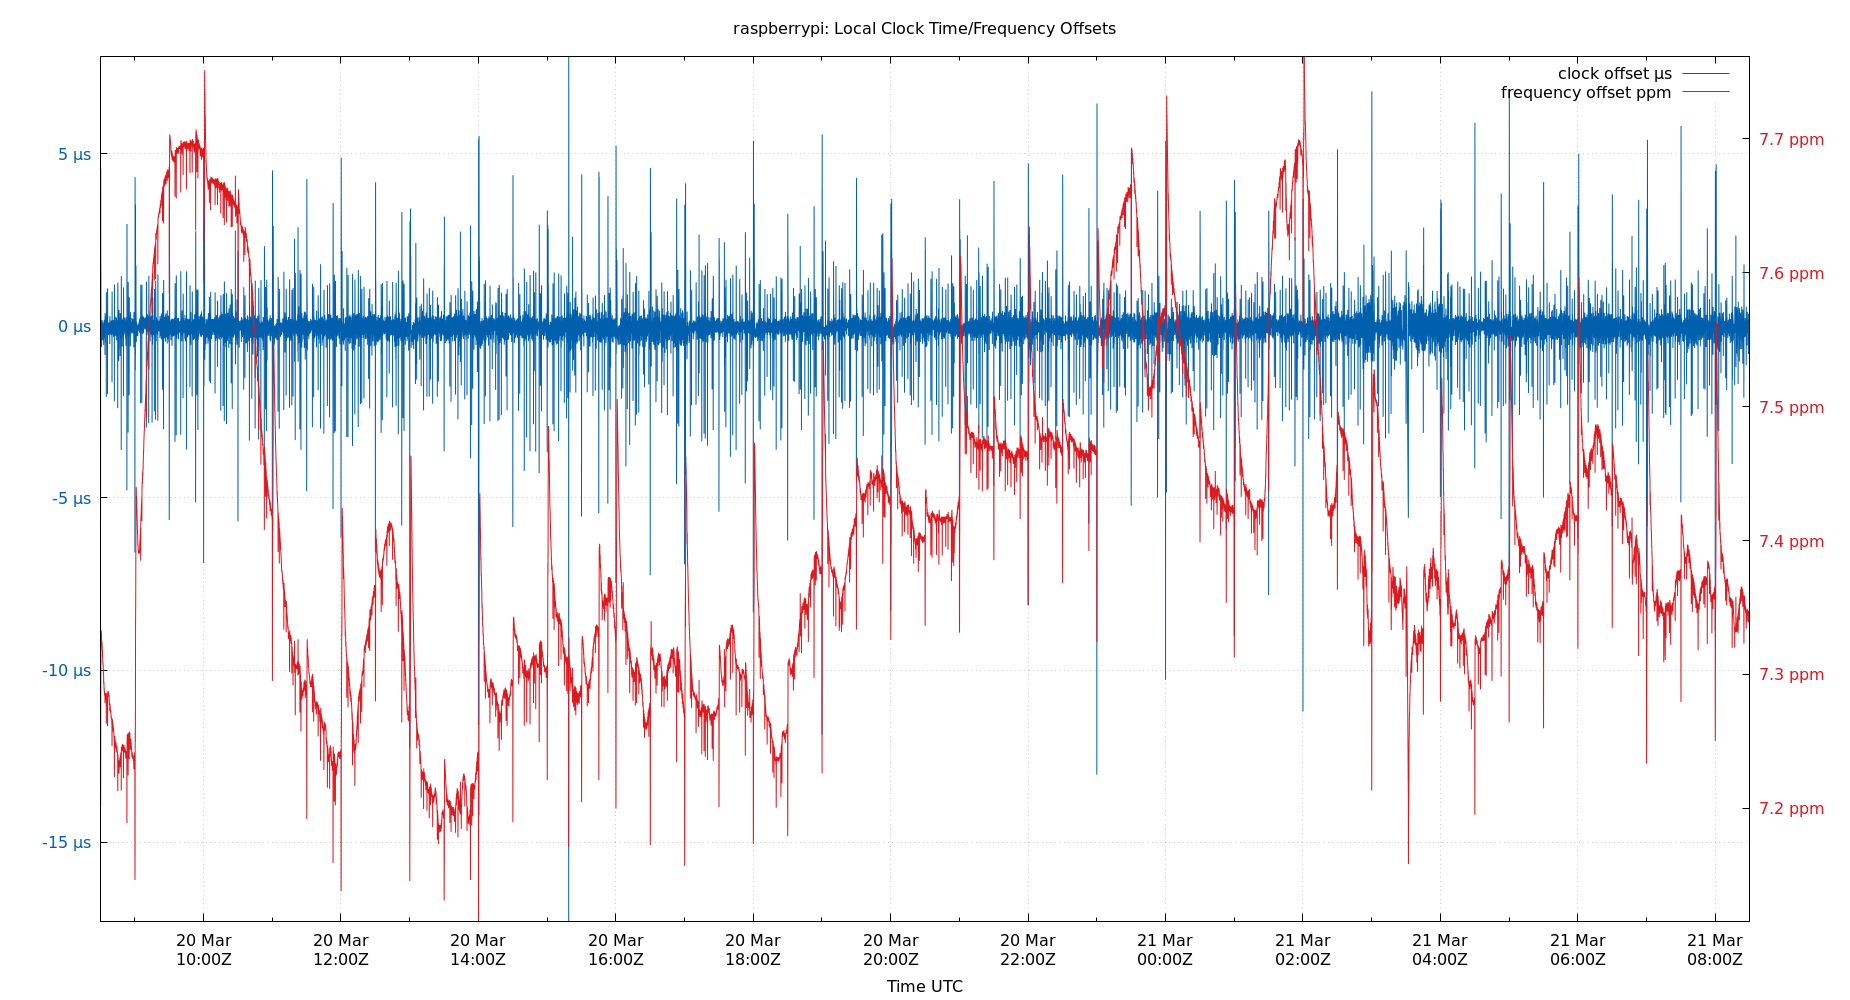 raspberrypi: Local Clock Time/Frequency Offsets
clock offset µs
frequency offset ppm
5 µs
0 µs
-5 µs
-10 µs
-15 µs
7.7 ppm
7.6 ppm
7.5 ppm
7.4 ppm
7.3 ppm
7.2 ppm
20 Mar 20 Mar 20 Mar 20 Mar 20 Mar 20 Mar 20 Mar 21 Mar 21 Mar 21 Mar 21 Mar 21 Mar
10:00Z 12:00Z 14:00Z 16:00Z 18:00Z 20:00Z 22:00Z 00:00Z 02:00Z 04:00Z 06:00Z 08:00Z
Time UTC